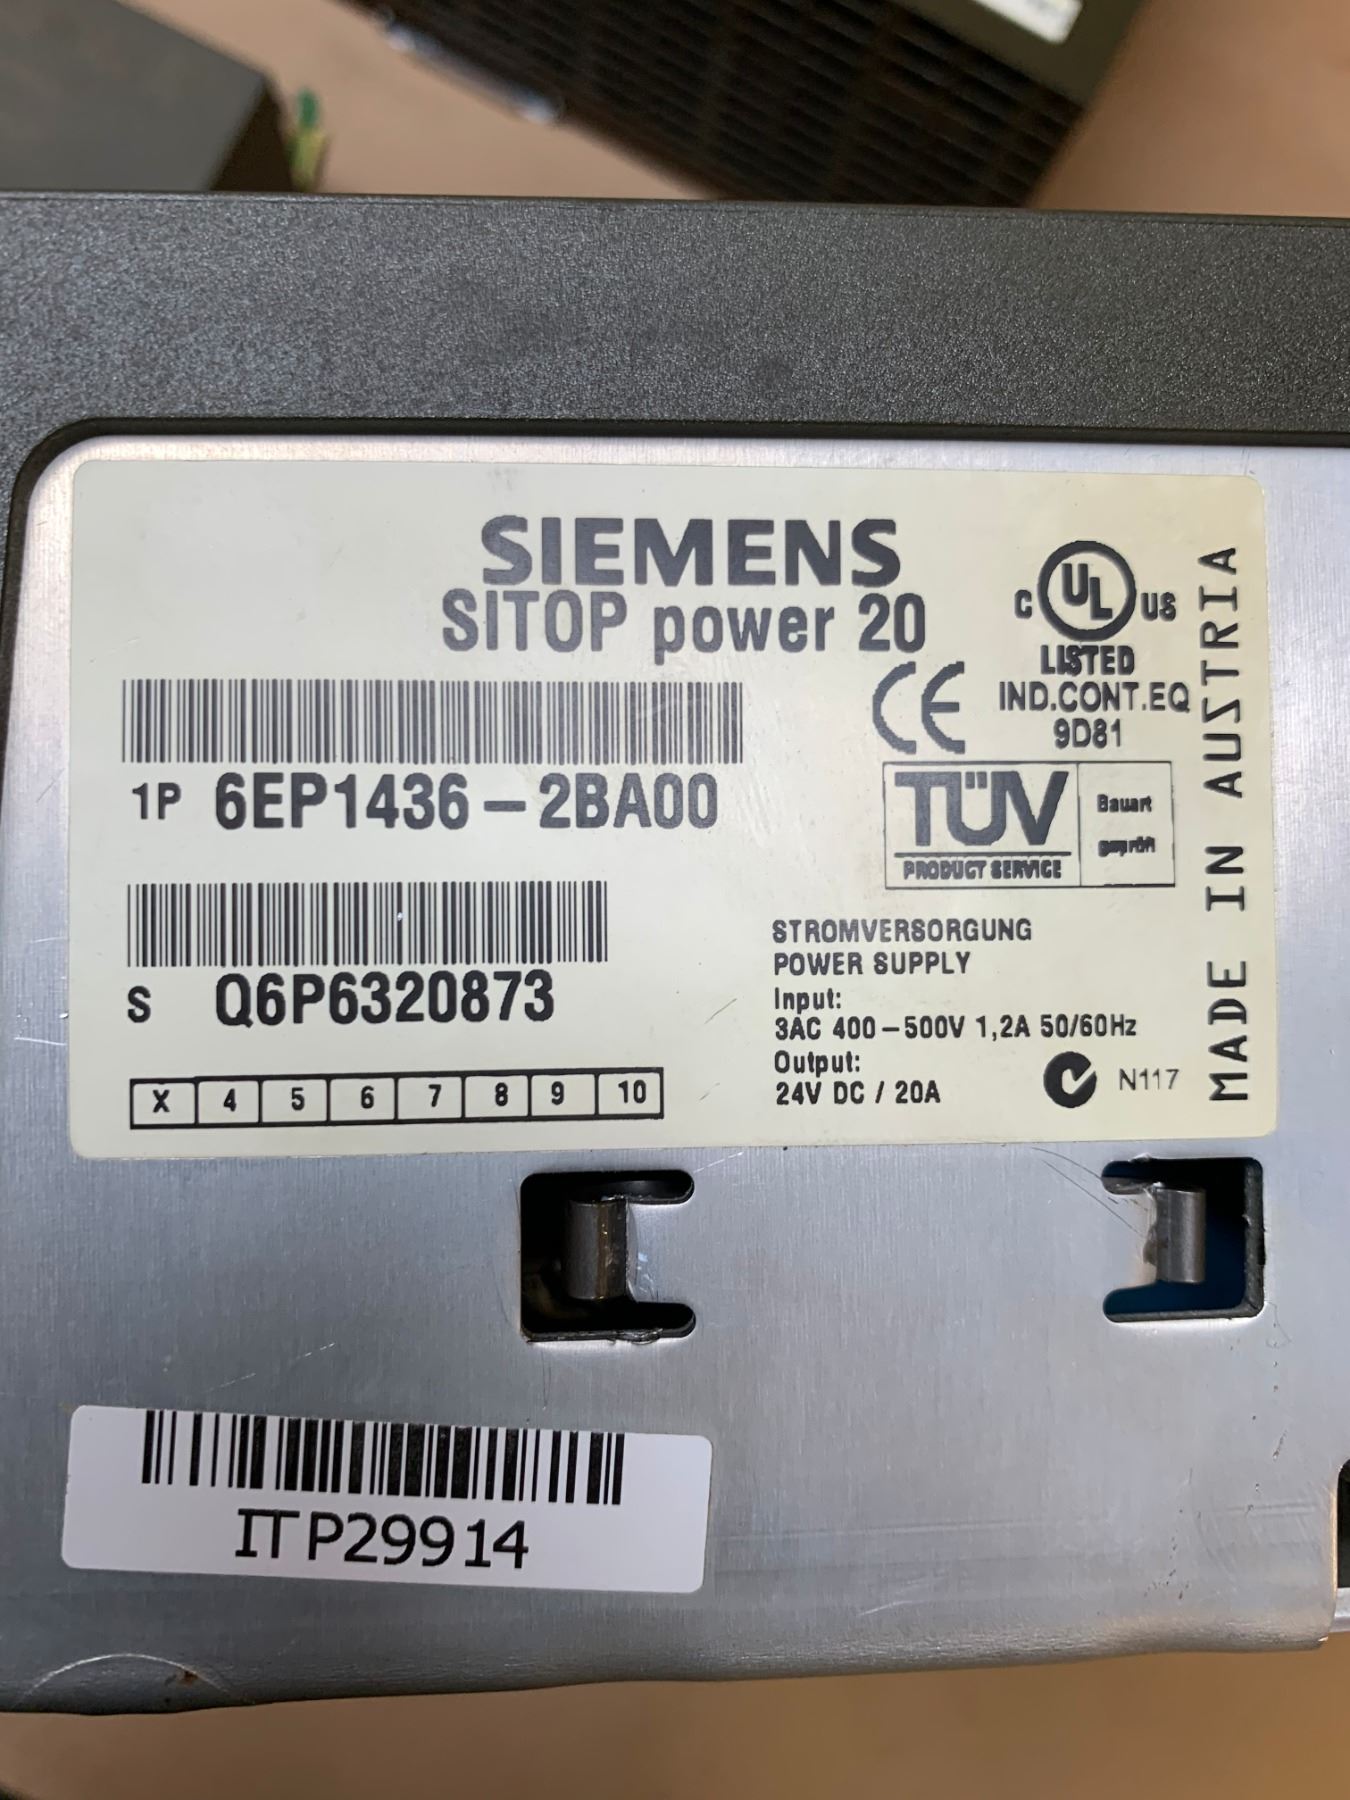 SIEMENS
SITOP power 20
C UL US
LISTED
IND.CONT.EQ
9D81
CE
1P 6EP1436-2BA00
TÜV
PRODUCT SERVICE
Bauart
geprüft
S Q6P6320873
STROMVERSORGUNG
POWER SUPPLY
Input:
3AC 400-500V 1,2A 50/60Hz
Output:
24V DC / 20A
N117
X 4 5 6 7 8 9 10
MADE IN AUSTRIA
ITP29914